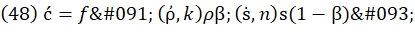 (48) ć = f&#091; (ṕ, k)ρβ; (ṡ, n)s(1 − β)&#093;